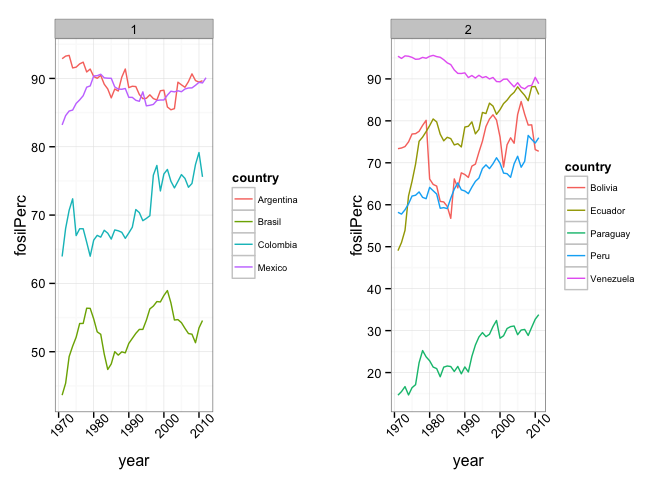 1
fosilPerc
90
80
70
60
50
1970
1980
1990
2000
2010
year
country
Argentina
Brasil
Colombia
Mexico
2
fosilPerc
90
80
70
60
50
40
30
20
1970
1980
1990
2000
2010
year
country
Bolivia
Ecuador
Paraguay
Peru
Venezuela